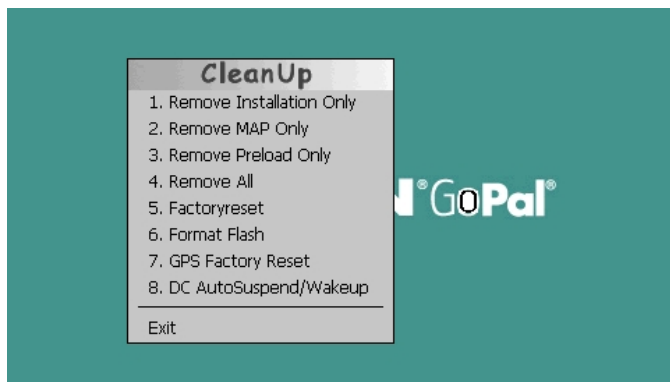 CleanUp
1. Remove Installation Only
2. Remove MAP Only
3. Remove Preload Only
4. Remove All
5. Factoryreset
6. Format Flash
7. GPS Factory Reset
8. DC AutoSuspend/Wakeup
Exit
N® GoPal®